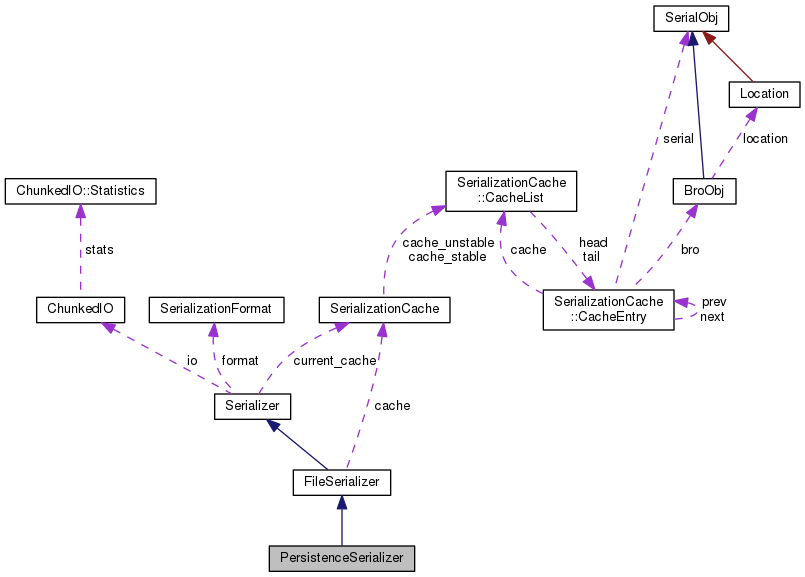 SerialObj
Location
serial
location
SerializationCache
::CacheList
ChunkedIO::Statistics
BroObj
cache_unstable
cache_stable
cache
head
tail
bro
stats
ChunkedIO
SerializationFormat
SerializationCache
SerializationCache
::CacheEntry
prev
next
io
format
current_cache
Serializer
cache
FileSerializer
PersistenceSerializer